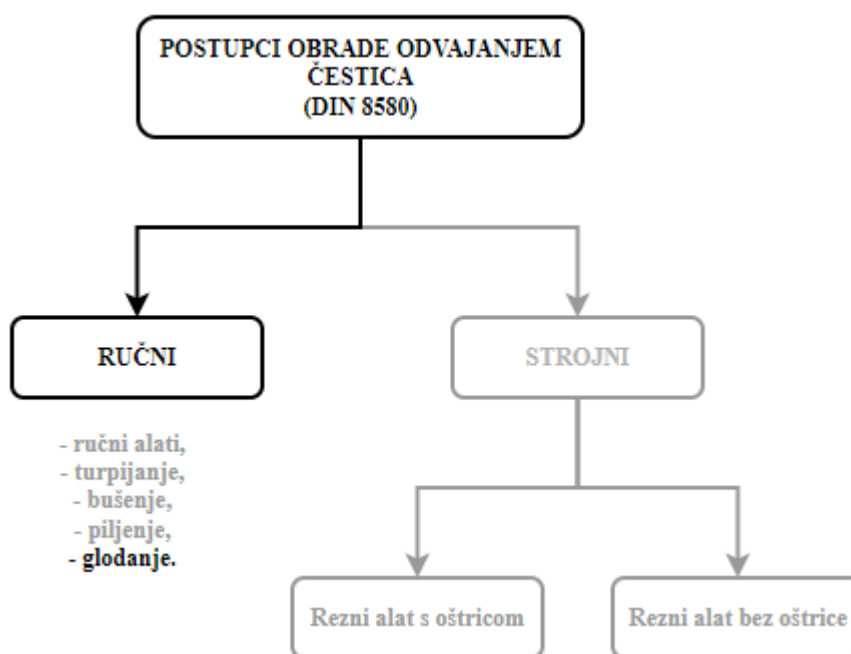 POSTUPCI OBRADE ODVAJANJEM
ČESTICA
(DIN 8580)
RUČNI
STROJNI
- ručni alati,
- turpijanje,
- bušenje,
- piljenje,
- glodanje.
Rezni alat s oštricom
Rezni alat bez oštrice